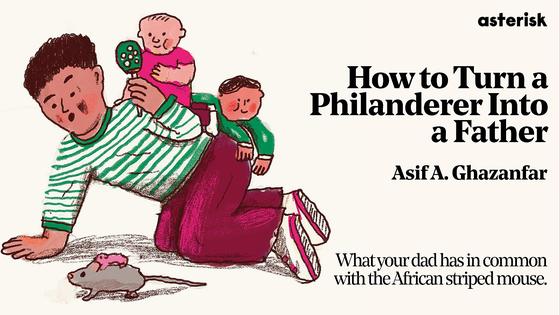 asterisk
How to Turn a
Philanderer Into
a Father
Asif A. Ghazanfar
What your dad has in common
with the African striped mouse.